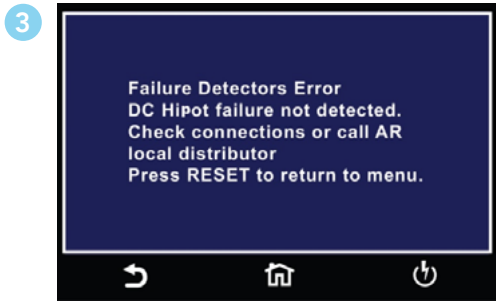 3
Failure Detectors Error
DC Hipot failure not detected.
Check connections or call AR
local distributor
Press RESET to return to menu.